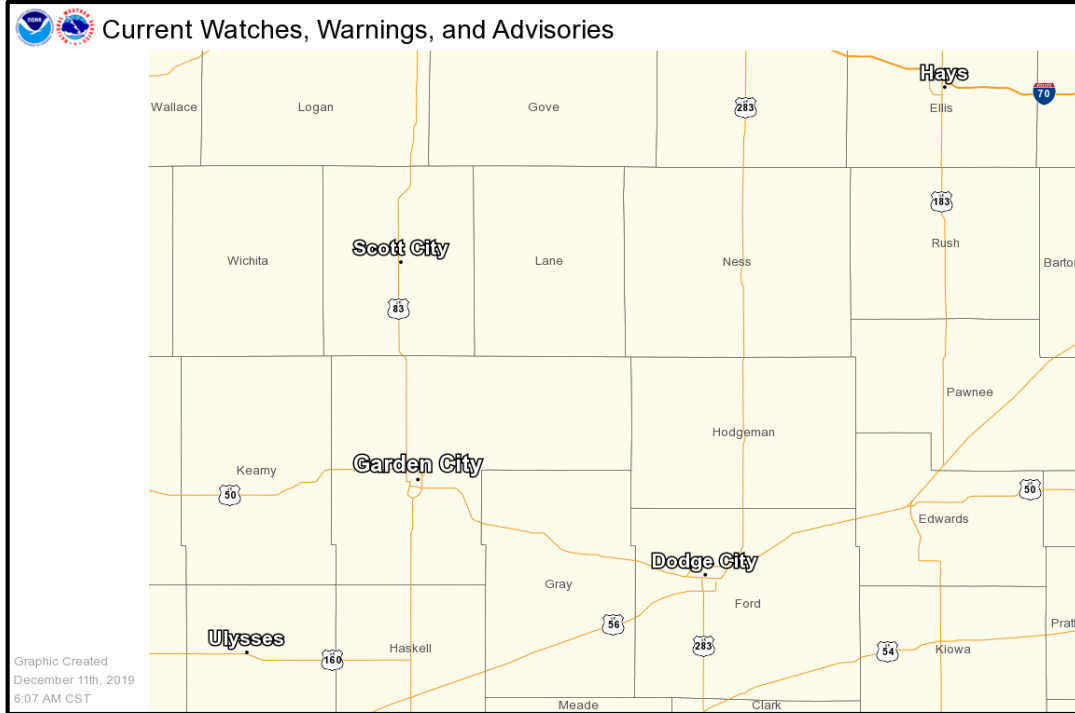 NOAA
Current Watches, Warnings, and Advisories
Hays
Wallace
Logan
Gove
283
Ellis
70
183
Rush
Scott City
Wichita
Lane
Ness
Barton
83
Pawnee
Hodgeman
Garden City
Kearny
50
50
Edwards
Dodge City
Gray
Ford
56
Ulysses
Haskell
160
283
54
Kiowa
Pratt
Meade
Clark
Graphic Created
December 11th, 2019
6:07 AM CST